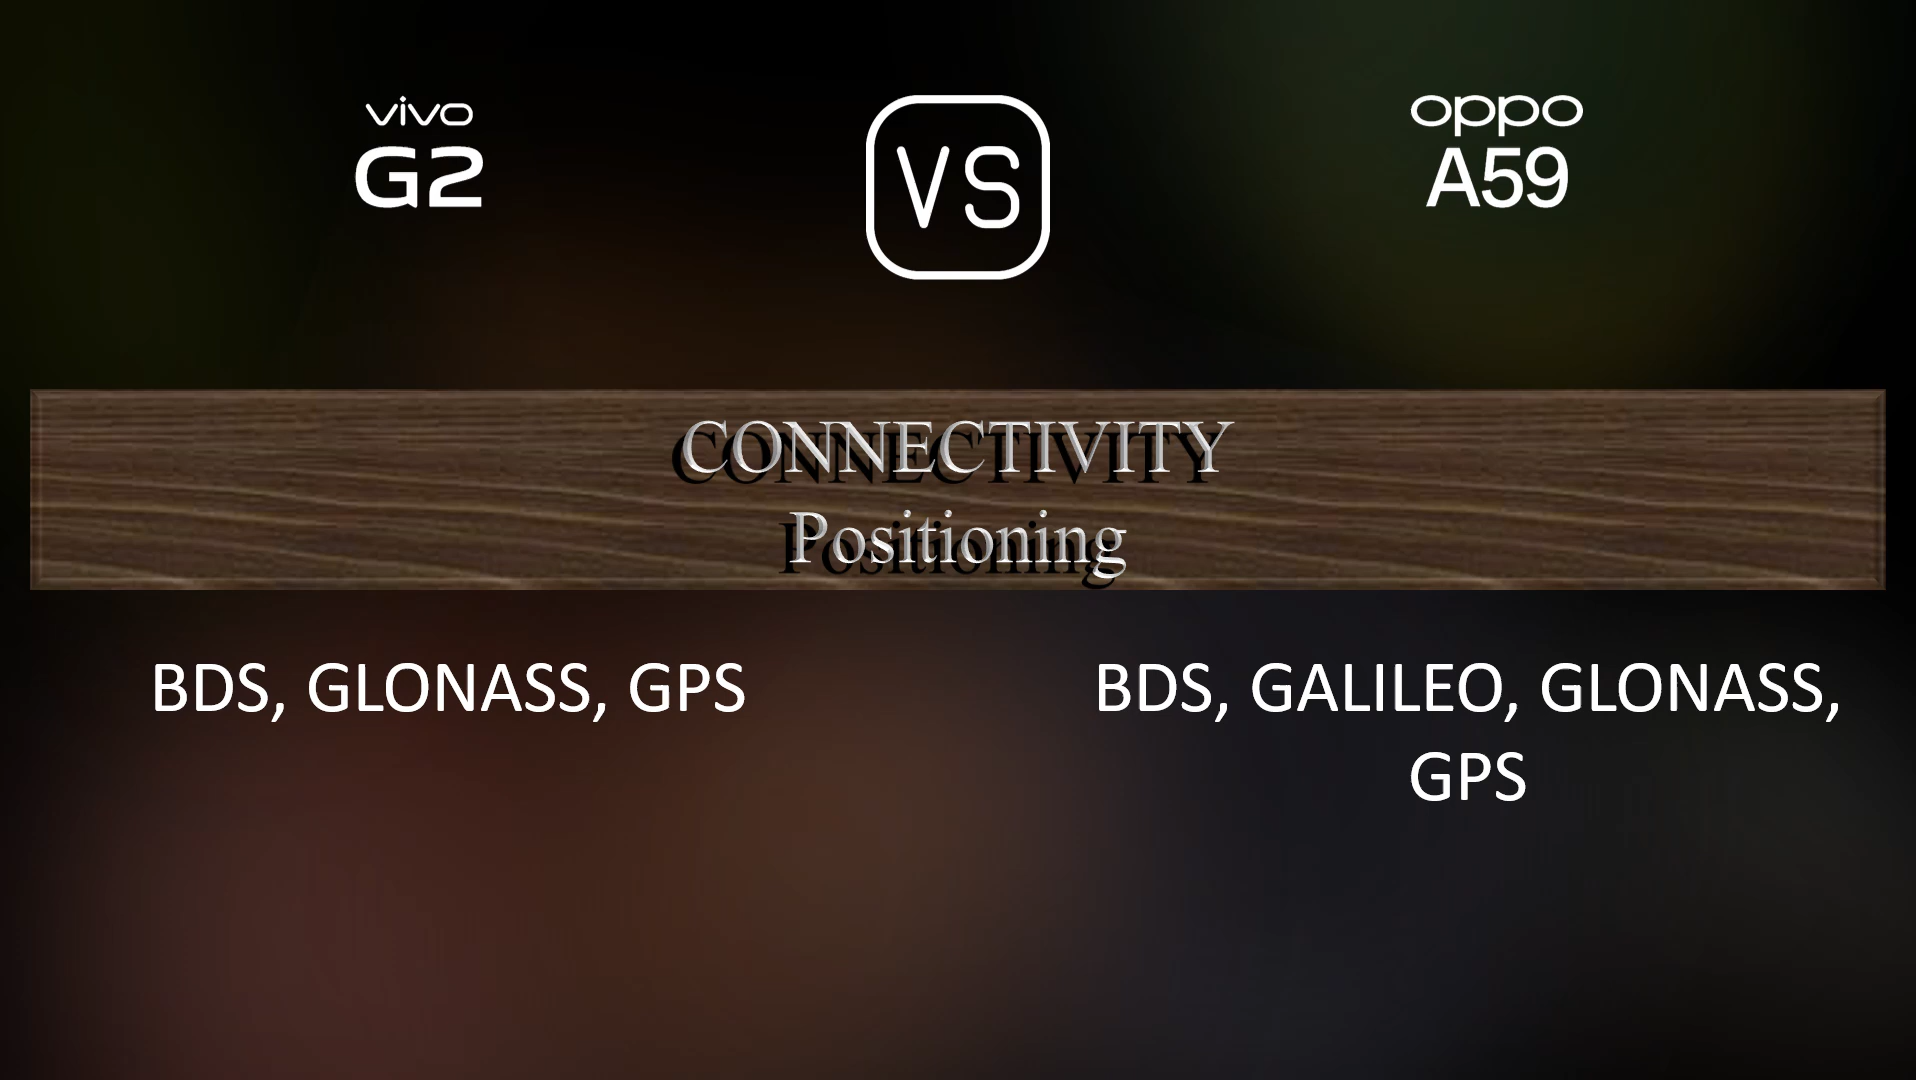 vivo
G2
VS
oppo
A59
CONNECTIVITY
Positioning
BDS, GLONASS, GPS
BDS, GALILEO, GLONASS,
GPS